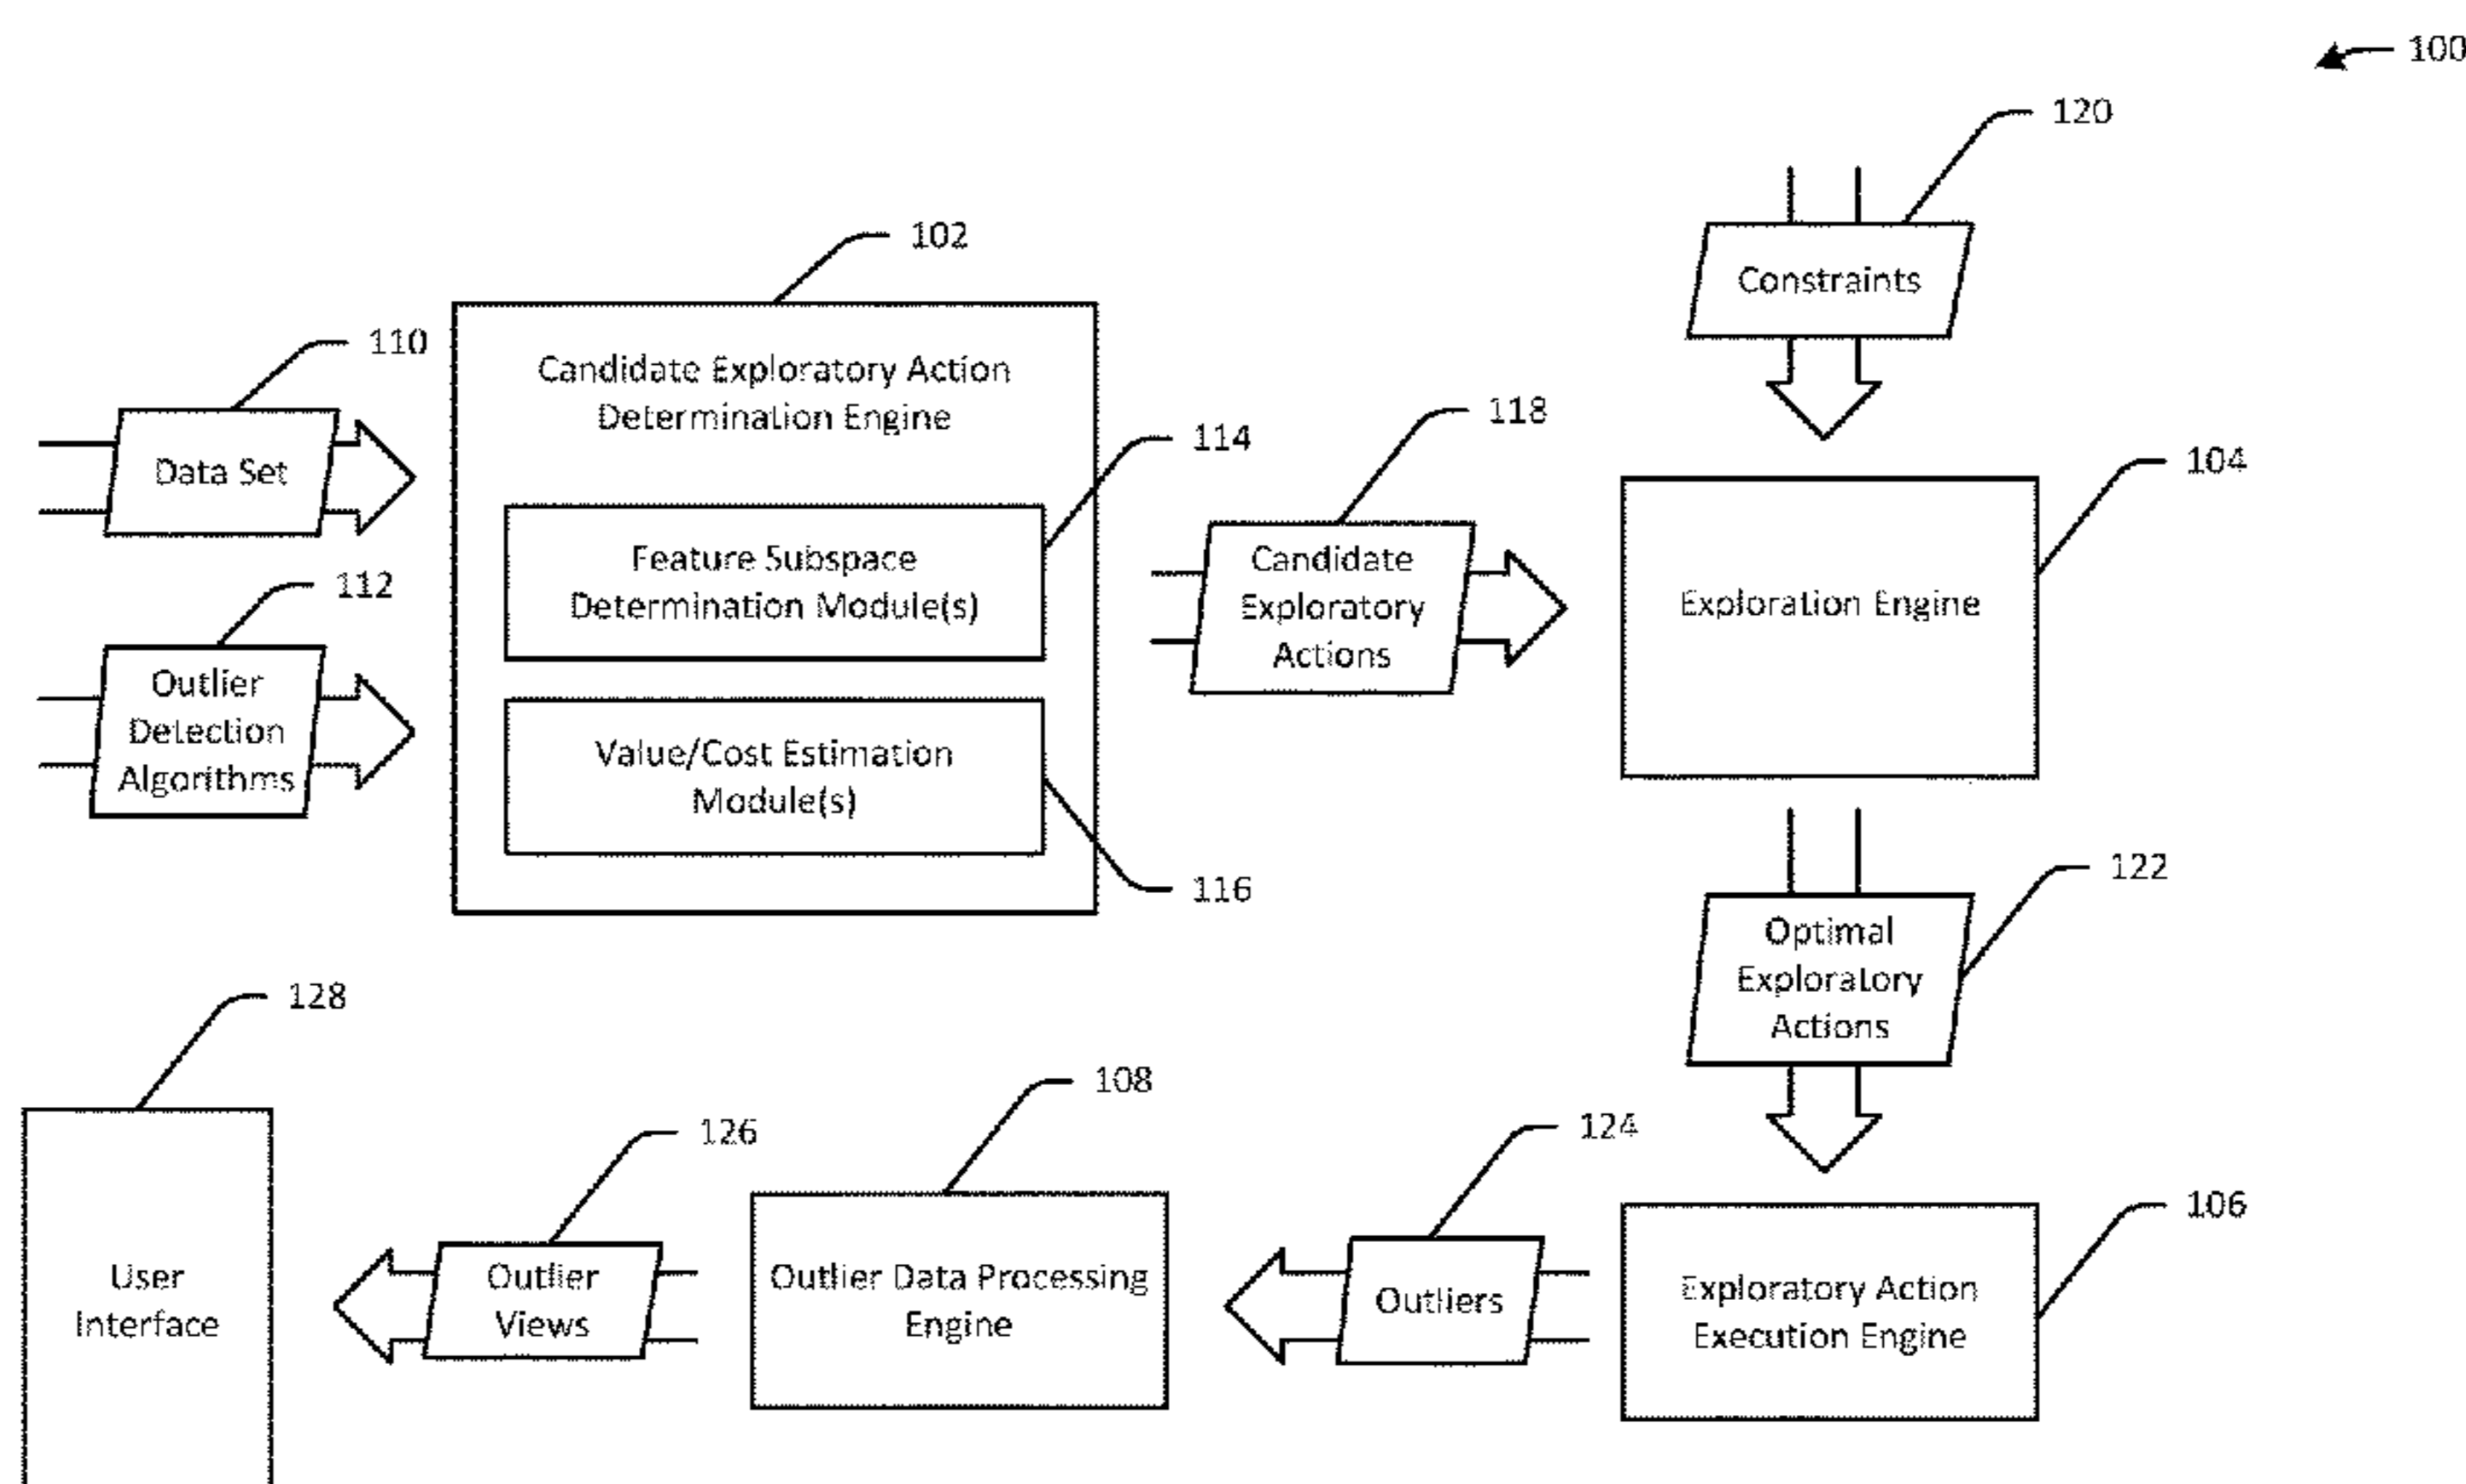 100
120
Constraints
102
110
Candidate Exploratory Action
Determination Engine
Data Set
114
118
104
Feature Subspace
Determination Module(s)
Candidate
Exploratory
Actions
Exploration Engine
112
Outlier
Detection
Algorithms
Value/Cost Estimation
Module(s)
116
122
Optimal
Exploratory
Actions
128
108
126
124
106
User
Interface
Outlier
Views
Outlier Data Processing
Engine
Outliers
Exploratory Action
Execution Engine